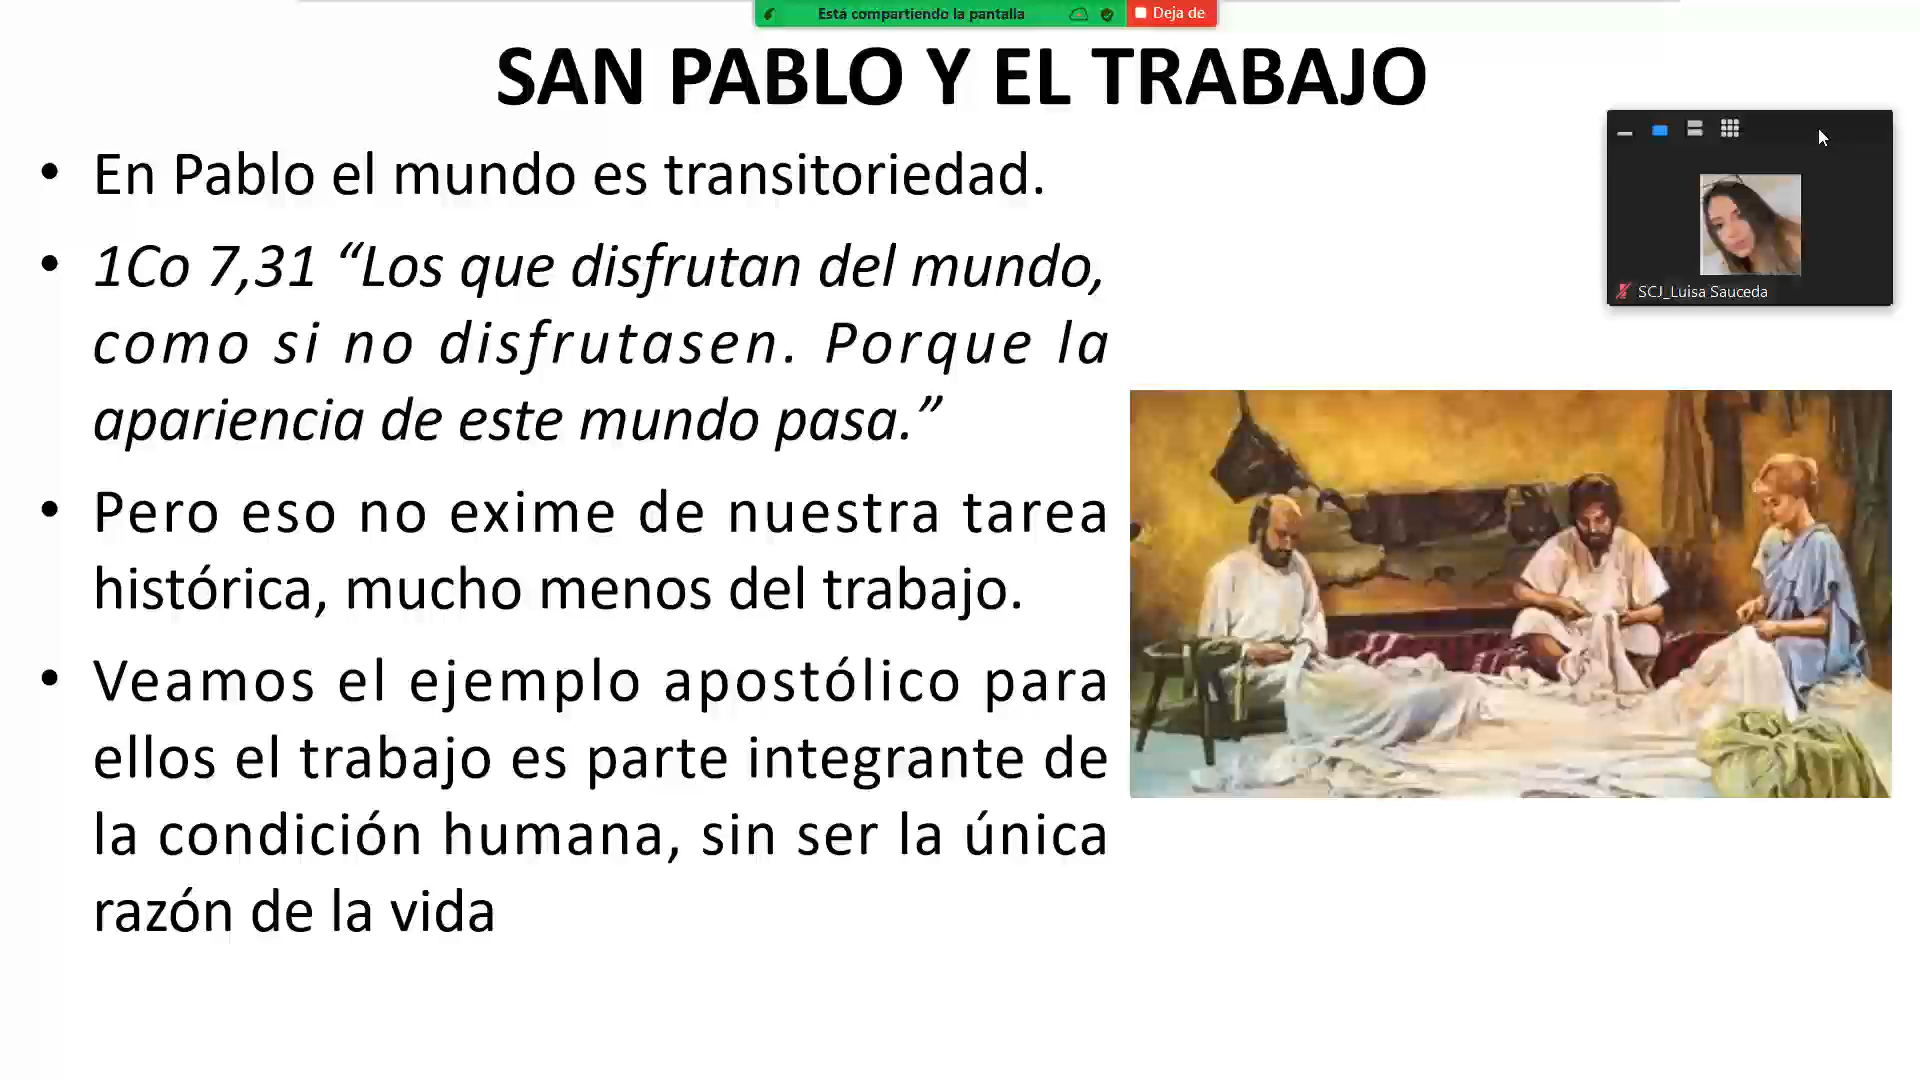 Está compartiendo la pantalla
Deja de
SAN PABLO Y EL TRABAJO
• En Pablo el mundo es transitoriedad.
• 1Co 7,31 “Los que disfrutan del mundo,
como si no disfrutasen. Porque la
apariencia de este mundo pasa.”
• Pero eso no exime de nuestra tarea
histórica, mucho menos del trabajo.
• Veamos el ejemplo apostólico para
ellos el trabajo es parte integrante de
la condición humana, sin ser la única
razón de la vida
SCJ_Luisa Sauceda